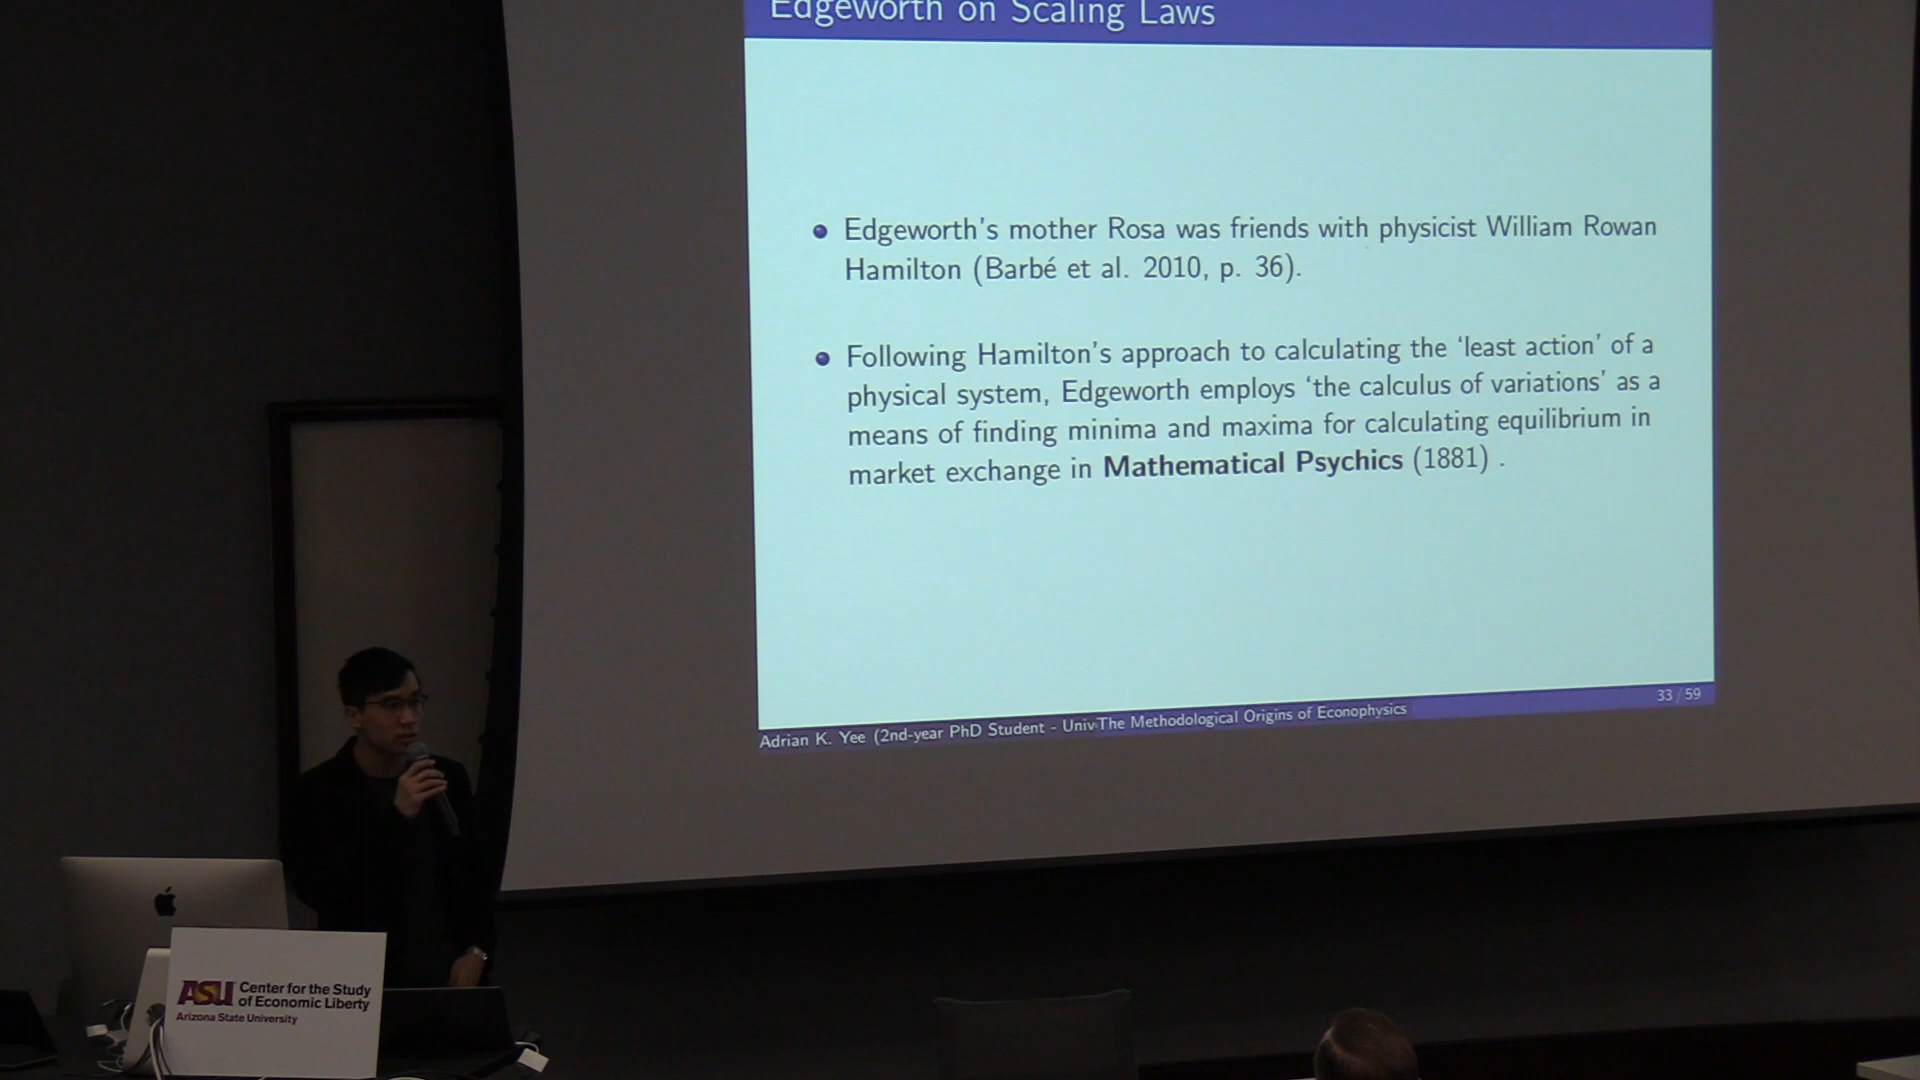 Edgeworth on Scaling Laws
Edgeworth's mother Rosa was friends with physicist William Rowan
Hamilton (Barbé et al. 2010, p. 36).
Following Hamilton's approach to calculating the ‘least action’ of a
physical system, Edgeworth employs ‘the calculus of variations’ as a
means of finding minima and maxima for calculating equilibrium in
market exchange in Mathematical Psychics (1881) .
33 / 59
Adrian K. Yee (2nd-year PhD Student - Univ The Methodological Origins of Econophysics
ASU Center for the Study
of Economic Liberty
Arizona State University